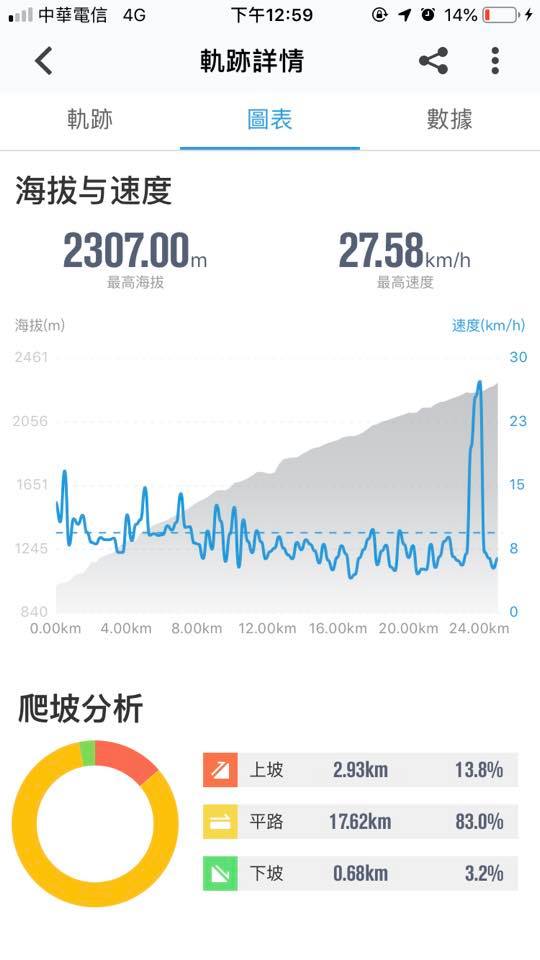 中華電信 4G 下午12:59 14%
軌跡詳情
軌跡 圖表 數據
海拔与速度
2307.00m 27.58km/h
最高海拔 最高速度
海拔(m) 速度(km/h)
2461 30
2056 23
1651 15
1245 8
840 0
0.00km 4.00km 8.00km 12.00km 16.00km 20.00km 24.00km
爬坡分析
上坡 2.93km 13.8%
平路 17.62km 83.0%
下坡 0.68km 3.2%